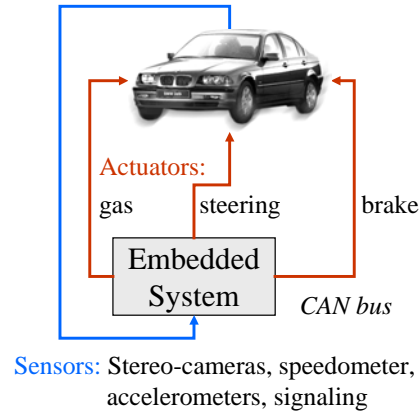 Actuators:
gas
steering
brake
Embedded
System
CAN bus
Sensors: Stereo-cameras, speedometer,
accelerometers, signaling